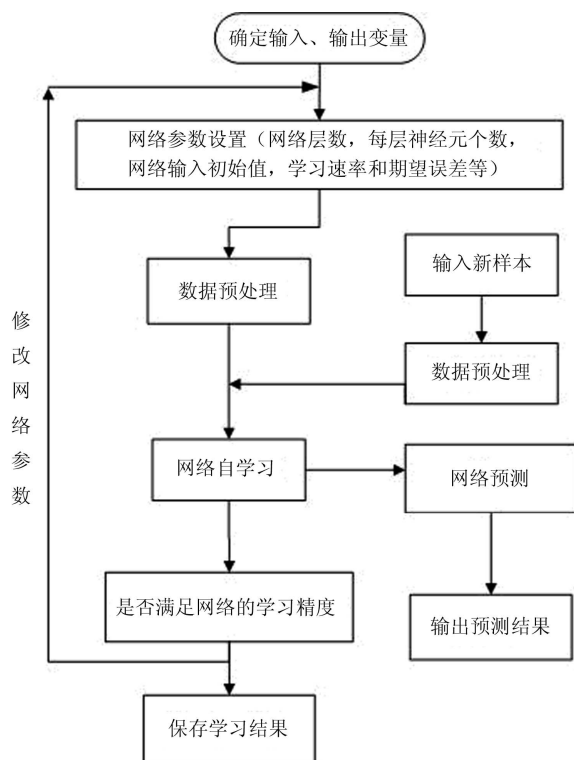 确定输入、输出变量
网络参数设置（网络层数，每层神经元个数，
网络输入初始值，学习速率和期望误差等）
输入新样本
数据预处理
数据预处理
修改网络参数
网络自学习
网络预测
是否满足网络的学习精度
输出预测结果
保存学习结果